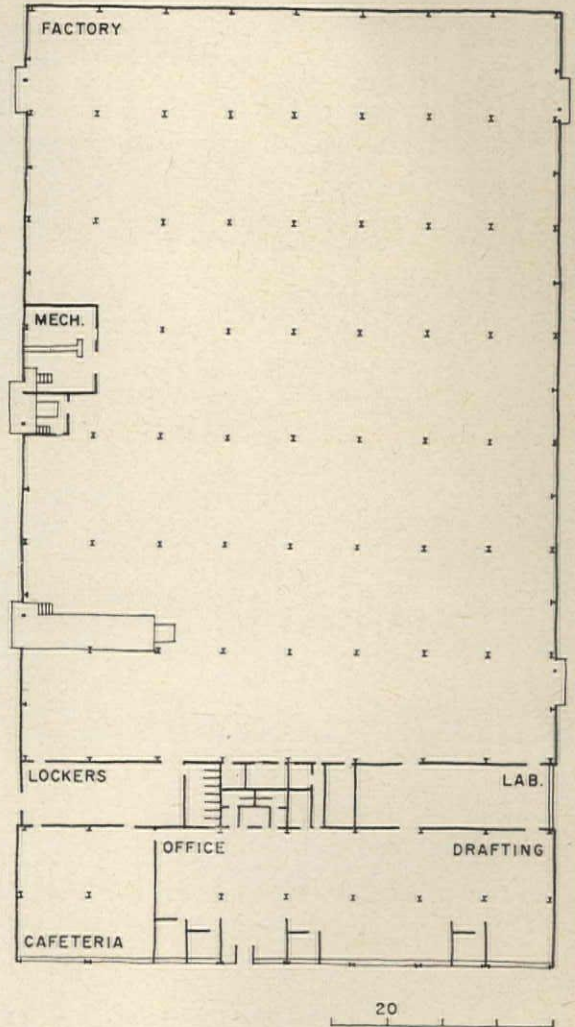 FACTORY
MECH.
LOCKERS
LAB.
OFFICE
DRAFTING
CAFETERIA
20